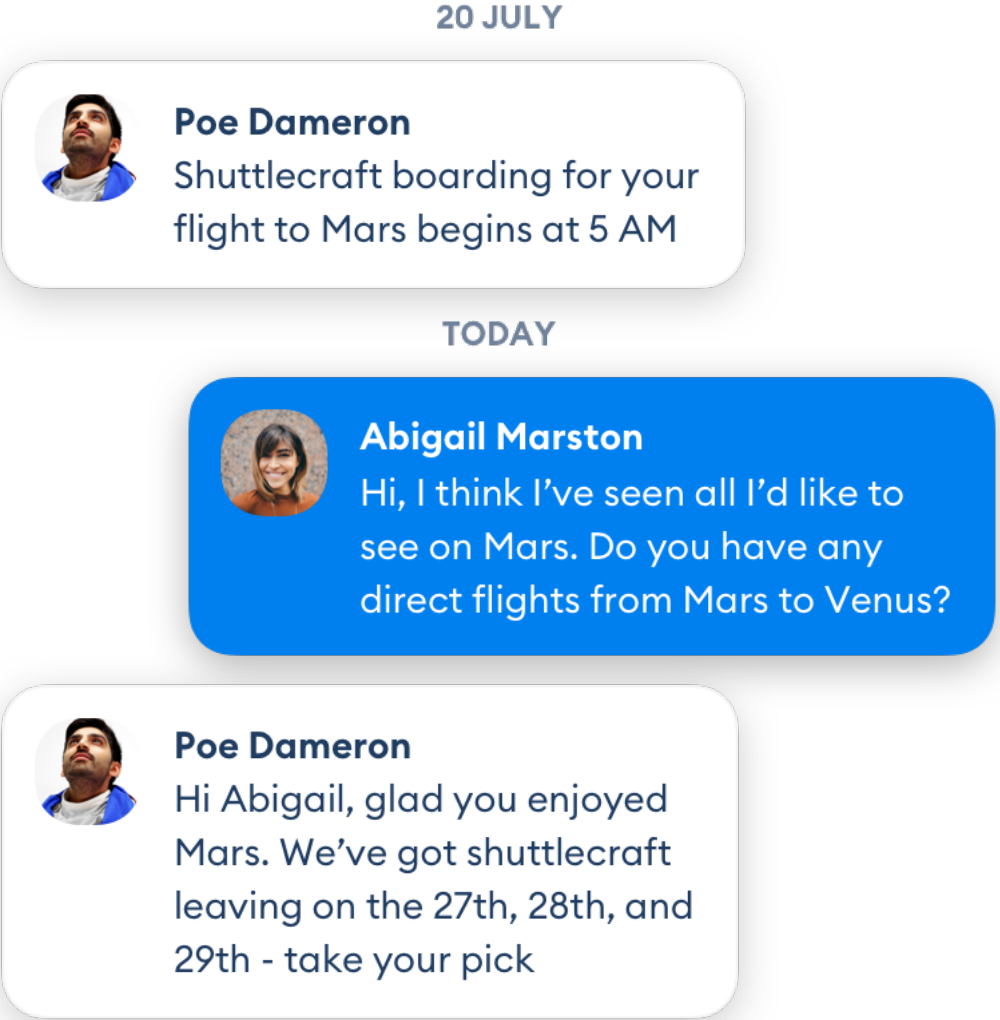 20 JULY
Poe Dameron
Shuttlecraft boarding for your
flight to Mars begins at 5 AM
TODAY
Abigail Marston
Hi, I think I’ve seen all I’d like to
see on Mars. Do you have any
direct flights from Mars to Venus?
Poe Dameron
Hi Abigail, glad you enjoyed
Mars. We’ve got shuttlecraft
leaving on the 27th, 28th, and
29th - take your pick